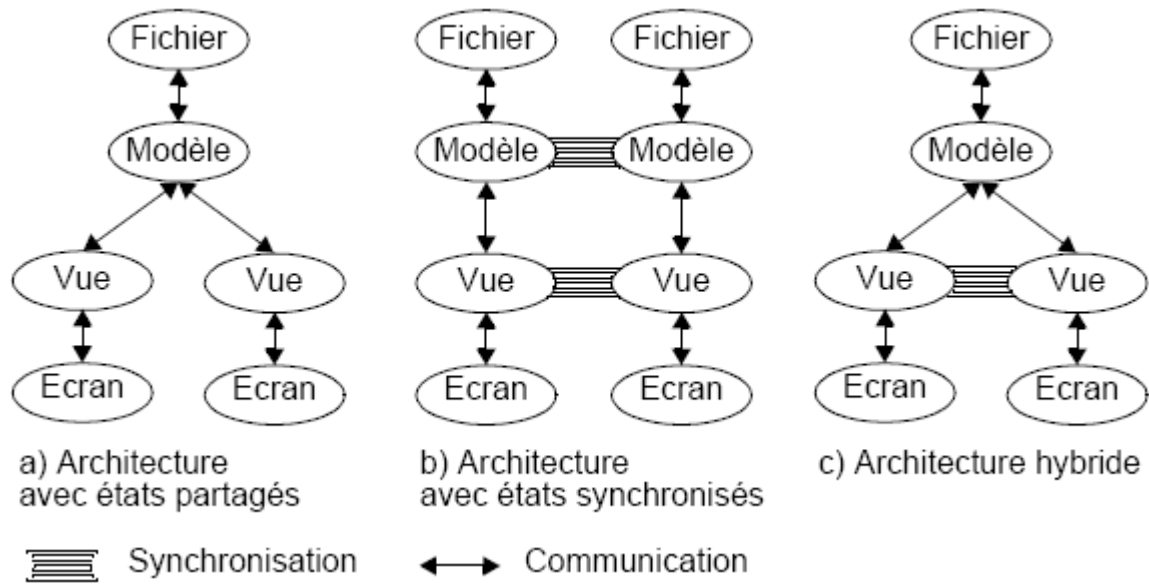 Fichier
Modèle
Vue
Vue
Ecran
Ecran
a) Architecture
avec états partagés
Fichier
Fichier
Modèle
Modèle
Vue
Vue
Ecran
Ecran
b) Architecture
avec états synchronisés
Fichier
Modèle
Vue
Vue
Ecran
Ecran
c) Architecture hybride
Synchronisation
Communication